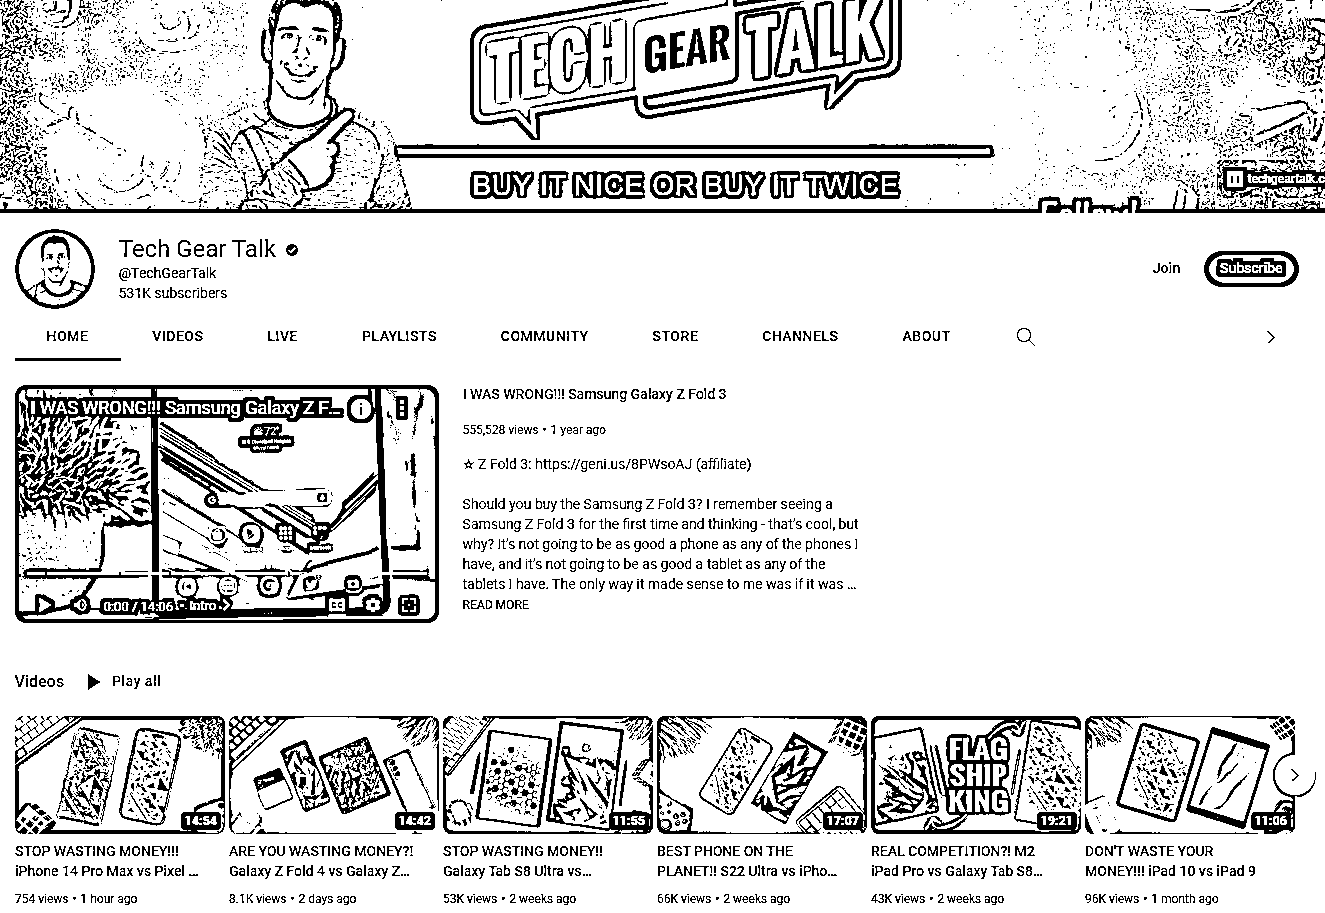 TECH GEAR TALK
BUY IT NICE OR BUY IT TWICE
techgeartalk.c
Tech Gear Talk
@TechGearTalk
531K subscribers
Join
Subscribe
HOME VIDEOS LIVE PLAYLISTS COMMUNITY STORE CHANNELS ABOUT
I WAS WRONG!!! Samsung Galaxy Z F...
72°
0:00 / 14:06 • Intro
I WAS WRONG!!! Samsung Galaxy Z Fold 3
555,528 views • 1 year ago
☆ Z Fold 3: https://geni.us/8PWsoAJ (affiliate)
Should you buy the Samsung Z Fold 3? I remember seeing a
Samsung Z Fold 3 for the first time and thinking - that's cool, but
why? It's not going to be as good a phone as any of the phones I
have, and it's not going to be as good a tablet as any of the
tablets I have. The only way it made sense to me was if it was ...
READ MORE
Videos Play all
FLAG
SHIP
KING
14:54 14:42 11:55 17:07 19:21 11:06
STOP WASTING MONEY!!!
iPhone 14 Pro Max vs Pixel ...
754 views • 1 hour ago
ARE YOU WASTING MONEY?!
Galaxy Z Fold 4 vs Galaxy Z...
8.1K views • 2 days ago
STOP WASTING MONEY!!
Galaxy Tab S8 Ultra vs...
53K views • 2 weeks ago
BEST PHONE ON THE
PLANET!! S22 Ultra vs iPho...
66K views • 2 weeks ago
REAL COMPETITION?! M2
iPad Pro vs Galaxy Tab S8...
43K views • 2 weeks ago
DON'T WASTE YOUR
MONEY!!! iPad 10 vs iPad 9
96K views • 1 month ago